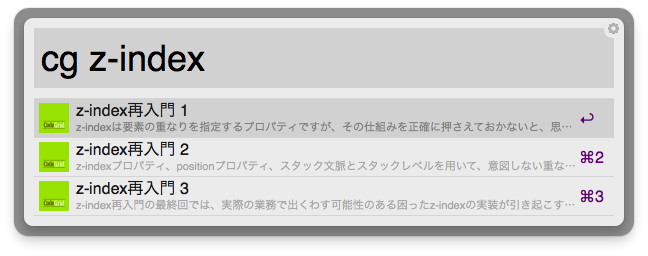 cg z-index
z-index再入門 1
z-indexは要素の重なりを指定するプロパティですが、その仕組みを正確に押さえておかないと、思…
z-index再入門 2
⌘2
z-indexプロパティ、positionプロパティ、スタック文脈とスタックレベルを用いて、意図しない重な…
z-index再入門 3
⌘3
z-index再入門の最終回では、実際の業務で出くわす可能性のある困ったz-indexの実装が引き起こす…
CodeGrid
CodeGrid
CodeGrid